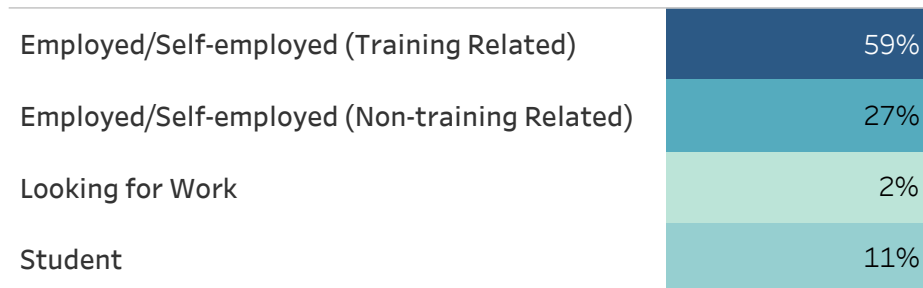 Employed/Self-employed (Training Related) 59%
Employed/Self-employed (Non-training Related) 27%
Looking for Work 2%
Student 11%